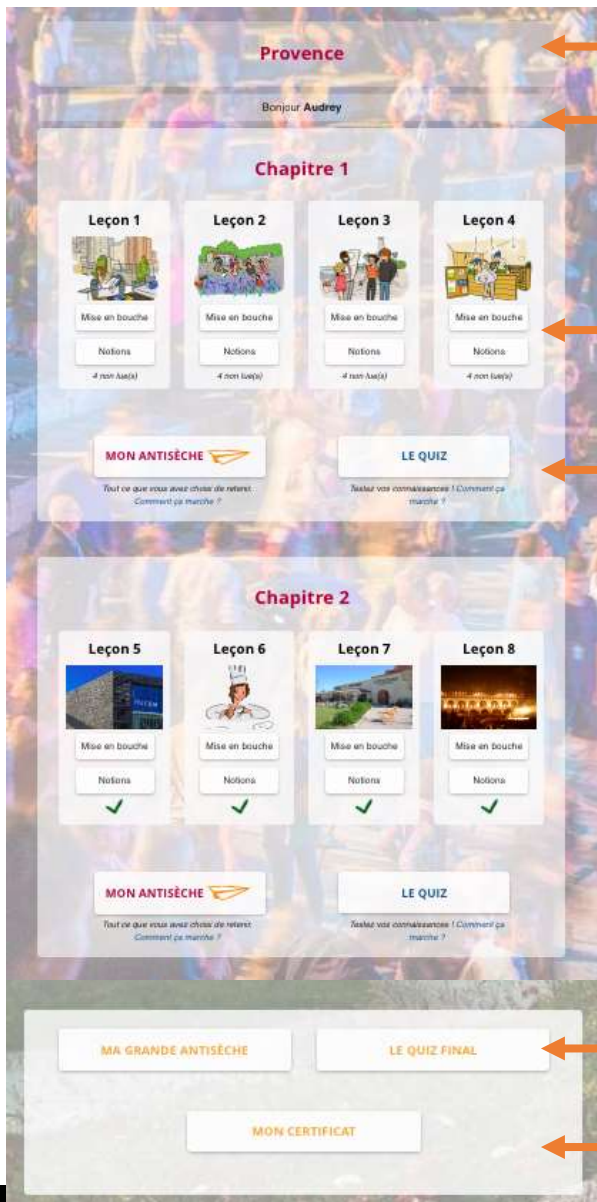 Provence
Bonjour Audrey
Chapitre 1
Leçon 1 Leçon 2 Leçon 3 Leçon 4
Mise en bouche Mise en bouche Mise en bouche Mise en bouche
Notions Notions Notions Notions
4 non lue(s) 4 non lue(s) 4 non lue(s) 4 non lue(s)
MON ANTISÈCHE LE QUIZ
Tout ce que vous avez choisi de retenir. Testez vos connaissances ! Comment ça
Comment ça marche ? marche ?
Chapitre 2
Leçon 5 Leçon 6 Leçon 7 Leçon 8
Mise en bouche Mise en bouche Mise en bouche Mise en bouche
Notions Notions Notions Notions
MON ANTISÈCHE LE QUIZ
Tout ce que vous avez choisi de retenir. Testez vos connaissances ! Comment ça
Comment ça marche ? marche ?
MA GRANDE ANTISÈCHE LE QUIZ FINAL
MON CERTIFICAT